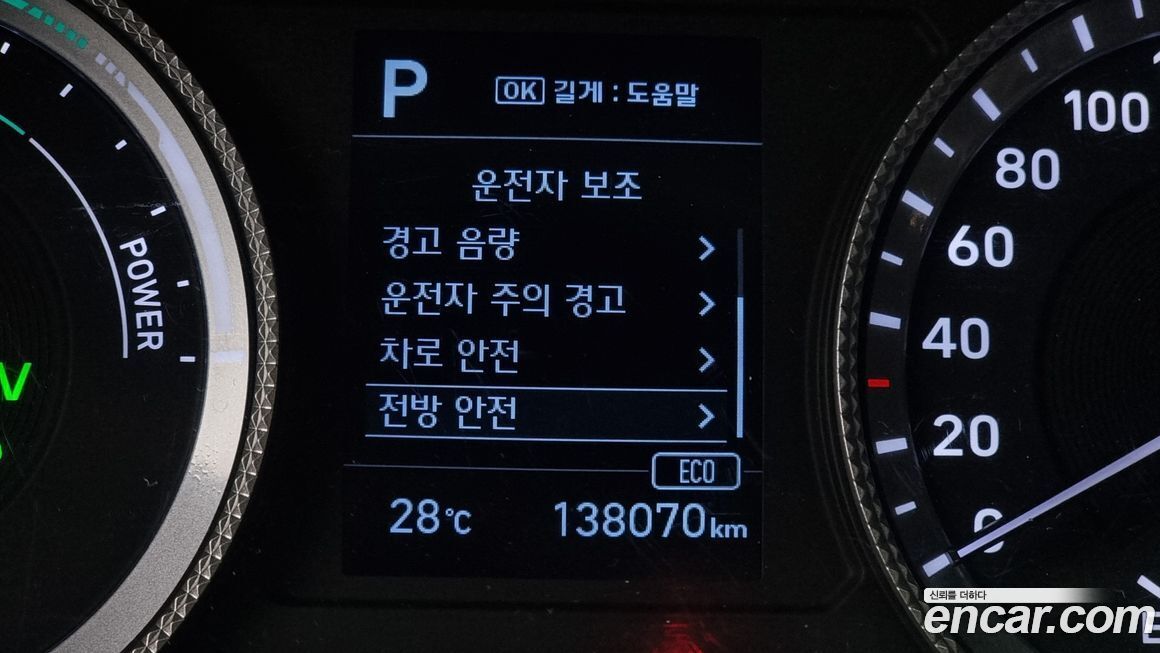 P
OK 길게 : 도움말
운전자 보조
경고 음량
운전자 주의 경고
차로 안전
전방 안전
ECO
28°C 138070 km
POWER
100
80
60
40
20
0
신뢰를 더하다
encar.com